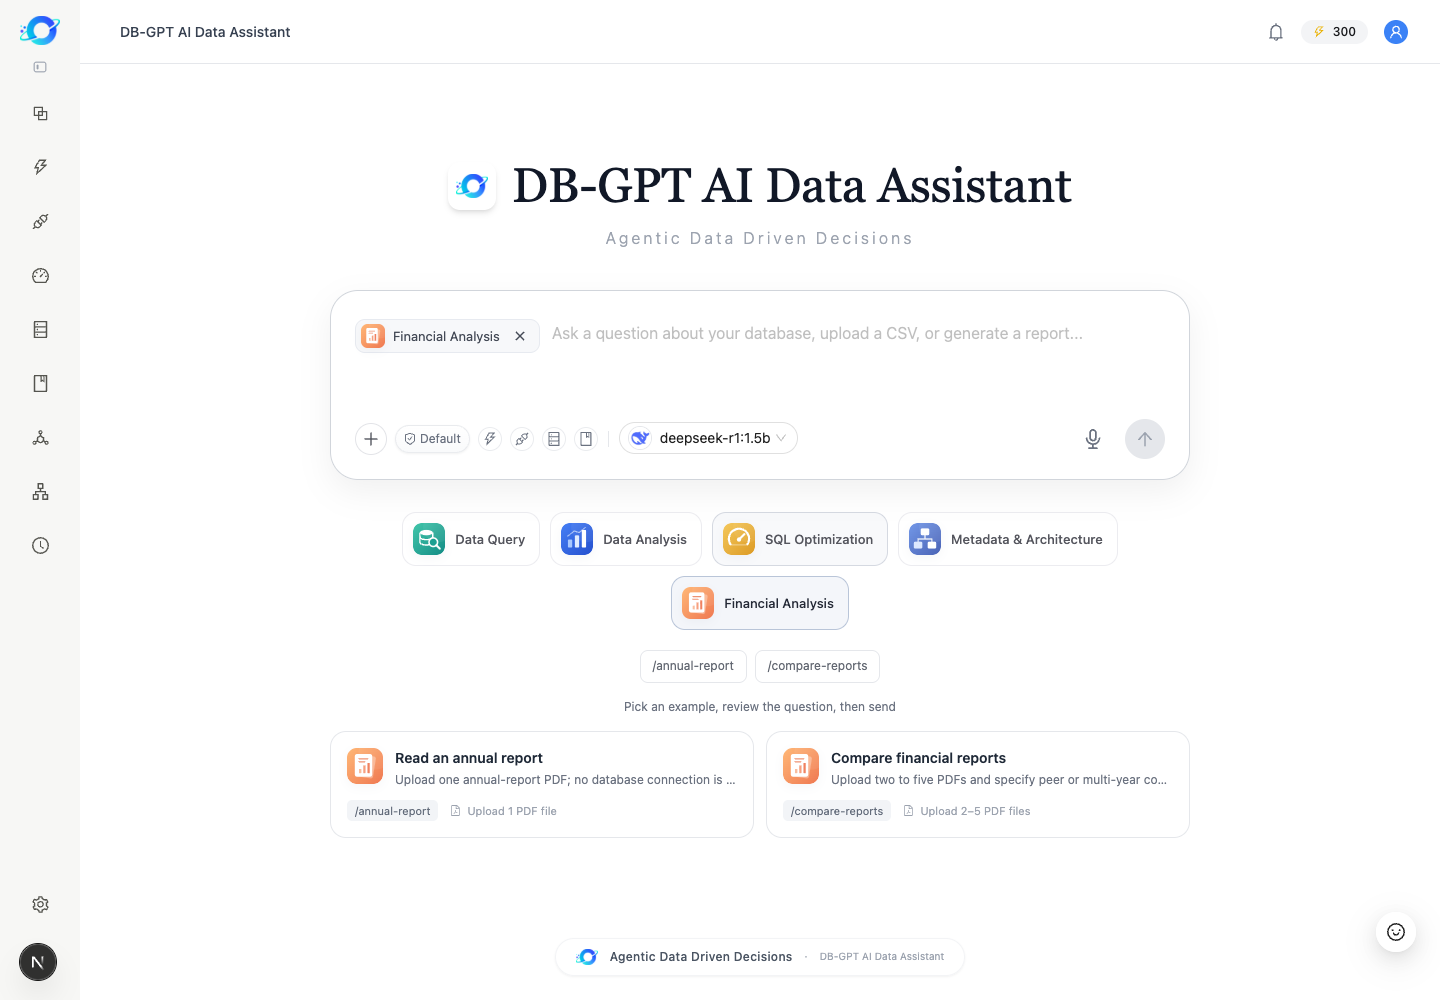 DB-GPT AI Data Assistant
300
DB-GPT AI Data Assistant
Agentic Data Driven Decisions
Financial Analysis
Ask a question about your database, upload a CSV, or generate a report...
Default
deepseek-r1:1.5b
Data Query
Data Analysis
SQL Optimization
Metadata & Architecture
Financial Analysis
/annual-report
/compare-reports
Pick an example, review the question, then send
Read an annual report
Upload one annual-report PDF; no database connection is ...
/annual-report
Upload 1 PDF file
Compare financial reports
Upload two to five PDFs and specify peer or multi-year co...
/compare-reports
Upload 2–5 PDF files
N
Agentic Data Driven Decisions · DB-GPT AI Data Assistant